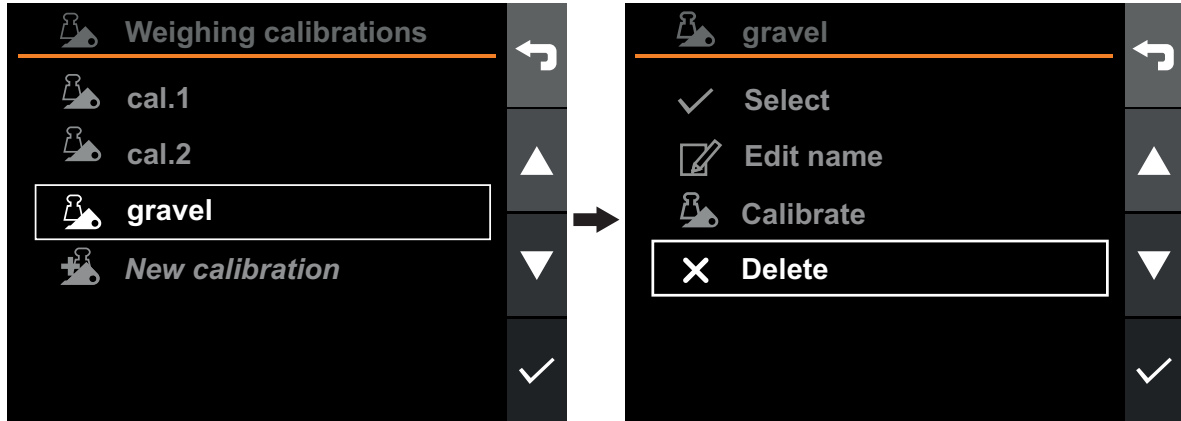 Weighing calibrations
cal.1
cal.2
gravel
New calibration
gravel
Select
Edit name
Calibrate
Delete